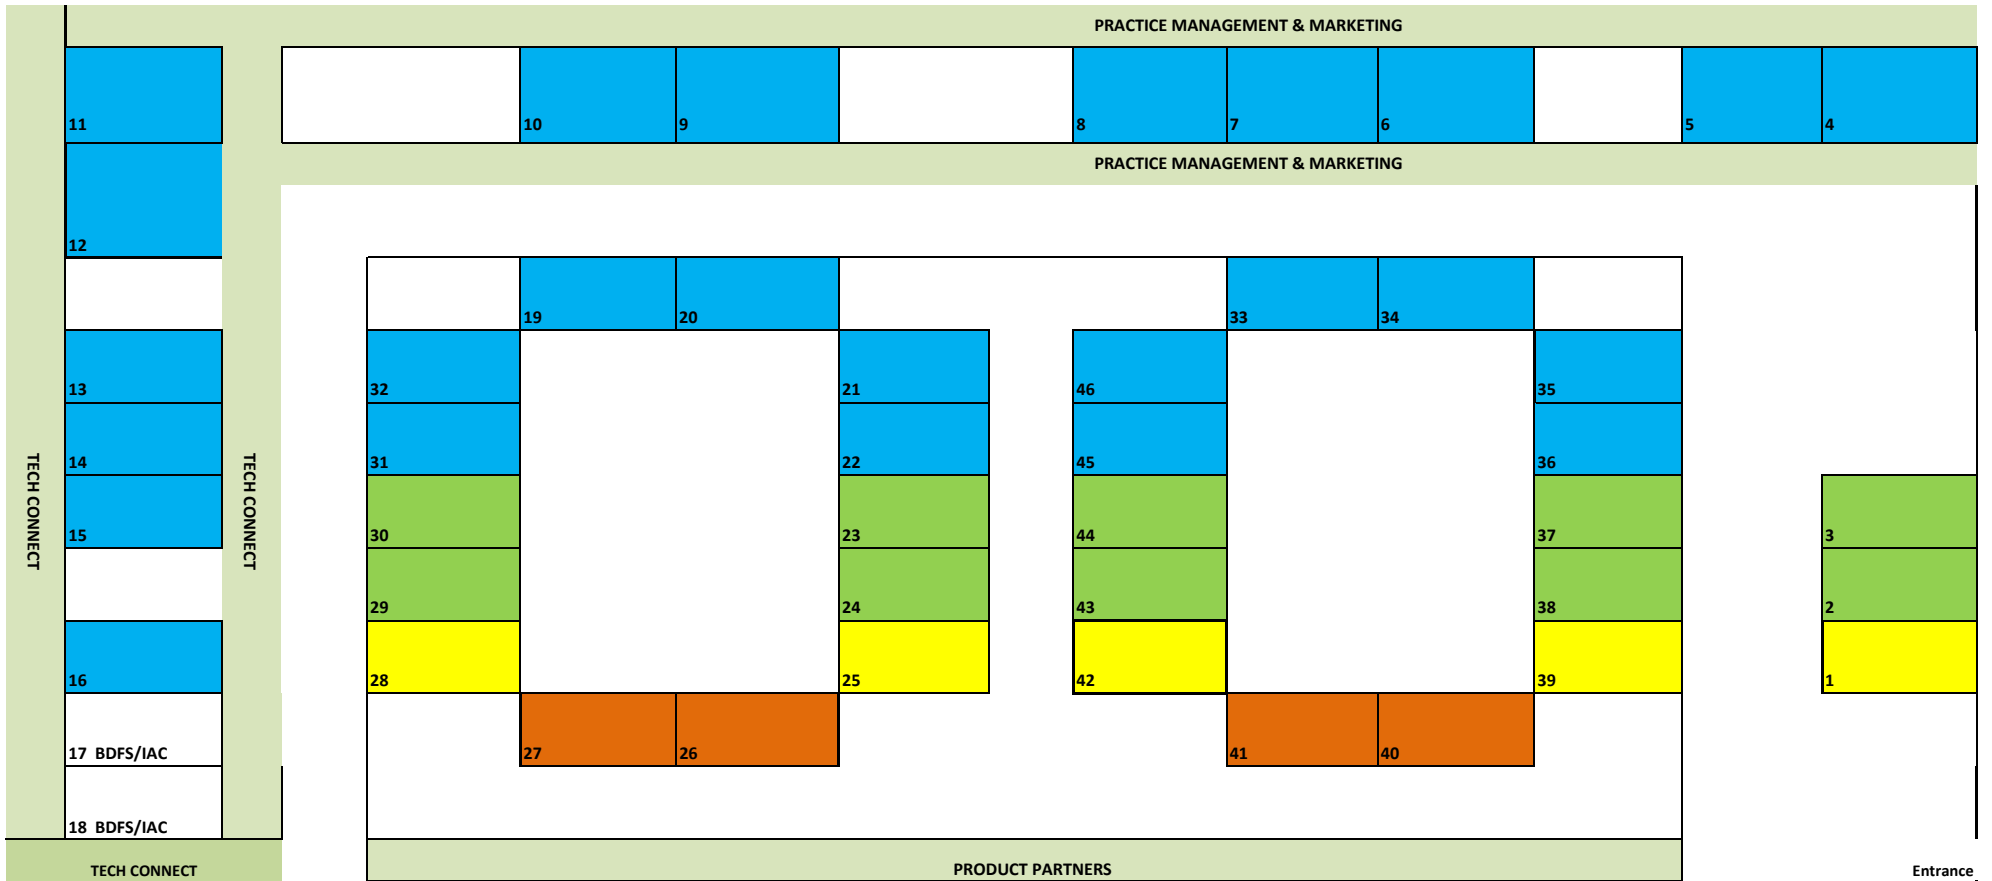 PRACTICE MANAGEMENT & MARKETING
11 10 9 8 7 6 5 4
PRACTICE MANAGEMENT & MARKETING
12
19 20 33 34
13 32 21 46 35
TECH CONNECT
TECH CONNECT
14 31 22 45 36
15 30 23 44 37 3
29 24 43 38 2
16 28 25 42 39 1
17 BDFS/IAC 27 26 41 40
18 BDFS/IAC
TECH CONNECT PRODUCT PARTNERS Entrance